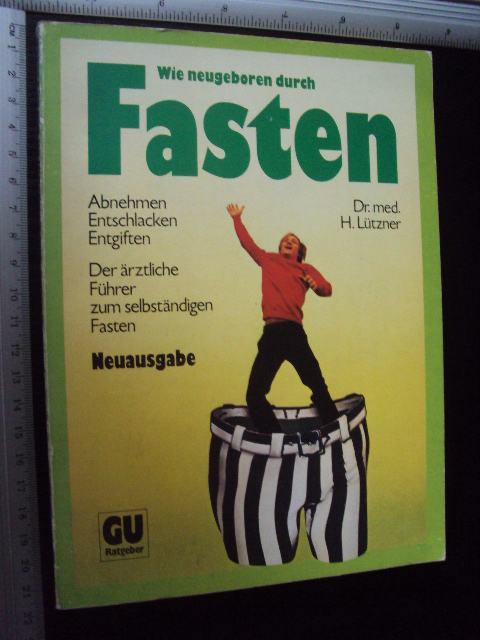 Wie neugeboren durch
Fasten
Abnehmen
Entschlacken
Entgiften
Dr. med.
H. Lützner
Der ärztliche
Führer
zum selbständigen
Fasten
Neuausgabe
GU
Ratgeber